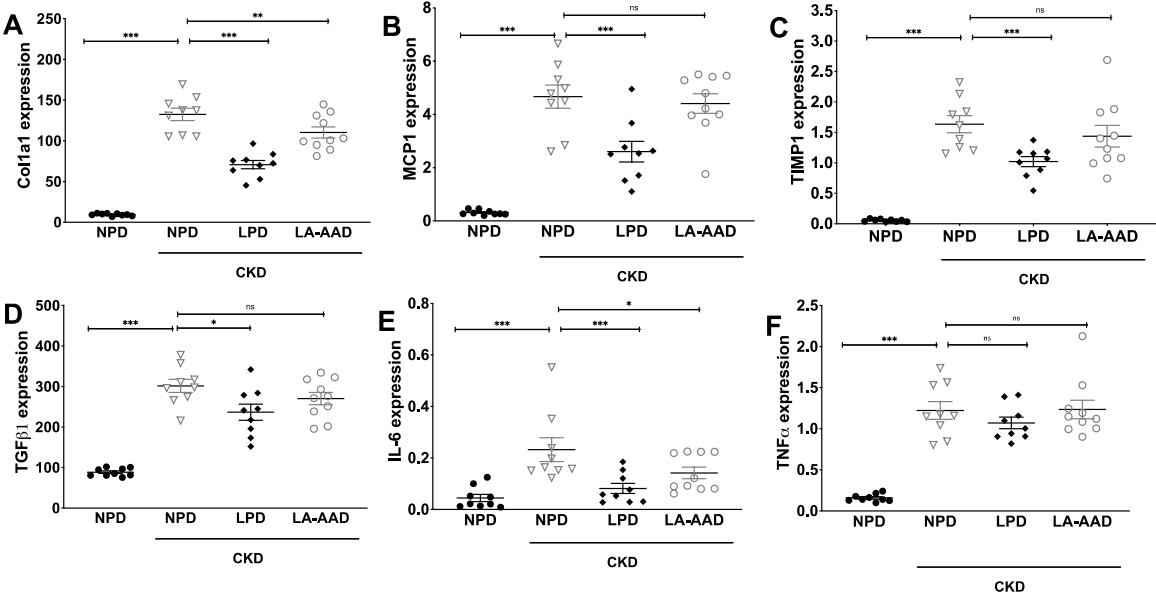 A
Col1a1 expression
250
200
150
100
50
0
***
***
**
NPD
NPD
LPD
LA-AAD
CKD
B
MCP1 expression
8
6
4
2
0
***
***
ns
NPD
NPD
LPD
LA-AAD
CKD
C
TIMP1 expression
3.5
3.0
2.5
2.0
1.5
1.0
0.5
0.0
***
***
ns
NPD
NPD
LPD
LA-AAD
CKD
D
TGFβ1 expression
500
400
300
200
100
0
***
*
ns
NPD
NPD
LPD
LA-AAD
CKD
E
IL-6 expression
0.8
0.6
0.4
0.2
0.0
***
***
*
NPD
NPD
LPD
LA-AAD
CKD
F
TNFα expression
2.5
2.0
1.5
1.0
0.5
0.0
***
ns
ns
NPD
NPD
LPD
LA-AAD
CKD